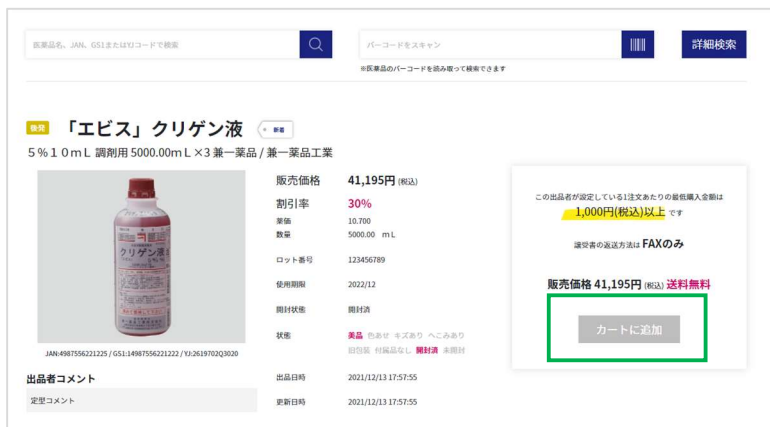 医薬品名、JAN、GS1またはYJコードで検索
バーコードをスキャン
詳細検索
※医薬品のバーコードを読み取って検索できます
後発 「エビス」クリゲン液 新着
5%10mL 調剤用 5000.00mL×3 兼一薬品 / 兼一薬品工業
販売価格 41,195円 (税込)
割引率 30%
薬価 10.700
数量 5000.00 mL
ロット番号 123456789
使用期限 2022/12
開封状態 開封済
状態 美品 色あせ キズあり へこみあり
旧包装 付属品なし 開封済 未開封
出品日時 2021/12/13 17:57:55
更新日時 2021/12/13 17:57:55
クリゲン液
JAN:4987556221225 / GS1:14987556221222 / YJ:2619702Q3020
出品者コメント
定型コメント
この出品者が設定している1注文あたりの最低購入金額は
1,000円(税込)以上 です
譲受書の返送方法は FAXのみ
販売価格 41,195円 (税込) 送料無料
カートに追加